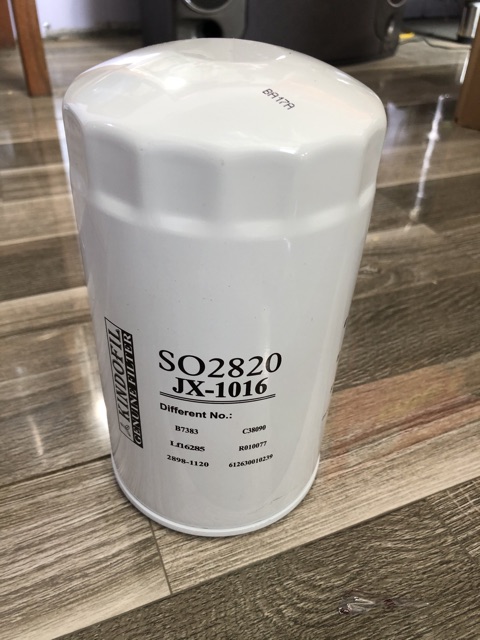 BA17A
KINDOFIL
GENUINE FILTER
SO2820
JX-1016
Different No.:
B7383 C38090
Lf16285 R010077
2898-1120 612630010239